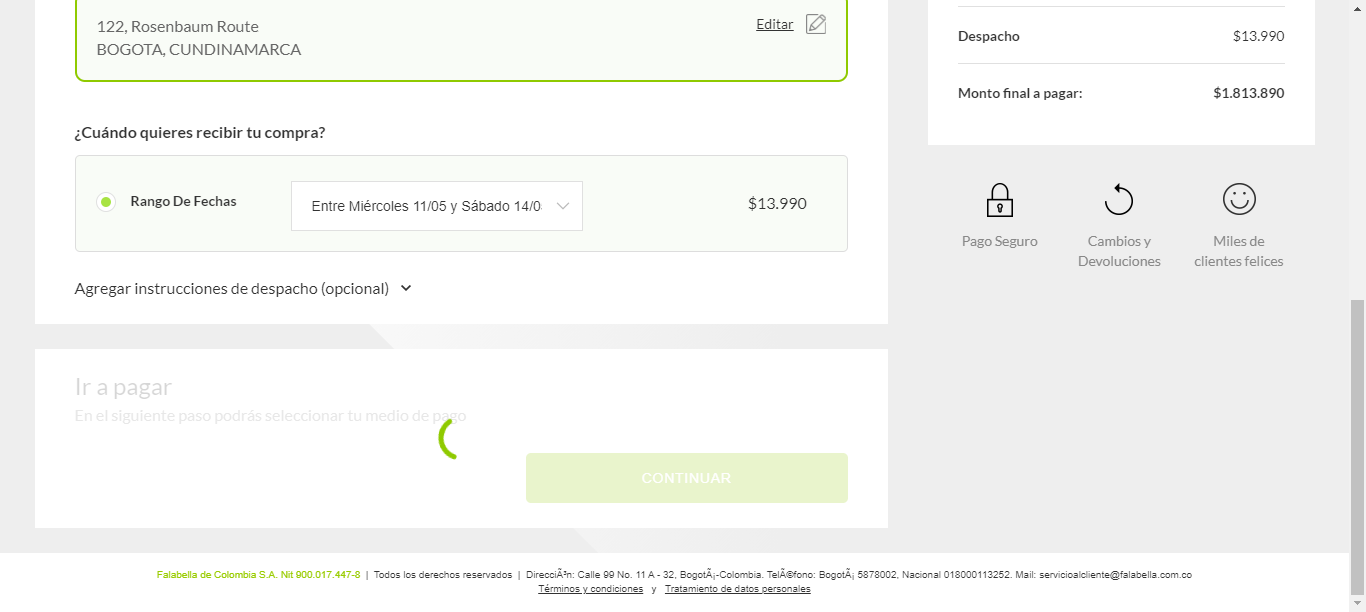 122, Rosenbaum Route
BOGOTA, CUNDINAMARCA
Editar
¿Cuándo quieres recibir tu compra?
Rango De Fechas
Entre Miércoles 11/05 y Sábado 14/0
$13.990
Agregar instrucciones de despacho (opcional)
Ir a pagar
En el siguiente paso podrás seleccionar tu medio de pago
CONTINUAR
Despacho $13.990
Monto final a pagar: $1.813.890
Pago Seguro
Cambios y
Devoluciones
Miles de
clientes felices
Falabella de Colombia S.A. Nit 900.017.447-8 | Todos los derechos reservados | DirecciÃ³n: Calle 99 No. 11 A - 32, BogotÃ¡-Colombia. TelÃ©fono: BogotÃ¡ 5878002, Nacional 018000113252. Mail: servicioalcliente@falabella.com.co
Términos y condiciones y Tratamiento de datos personales